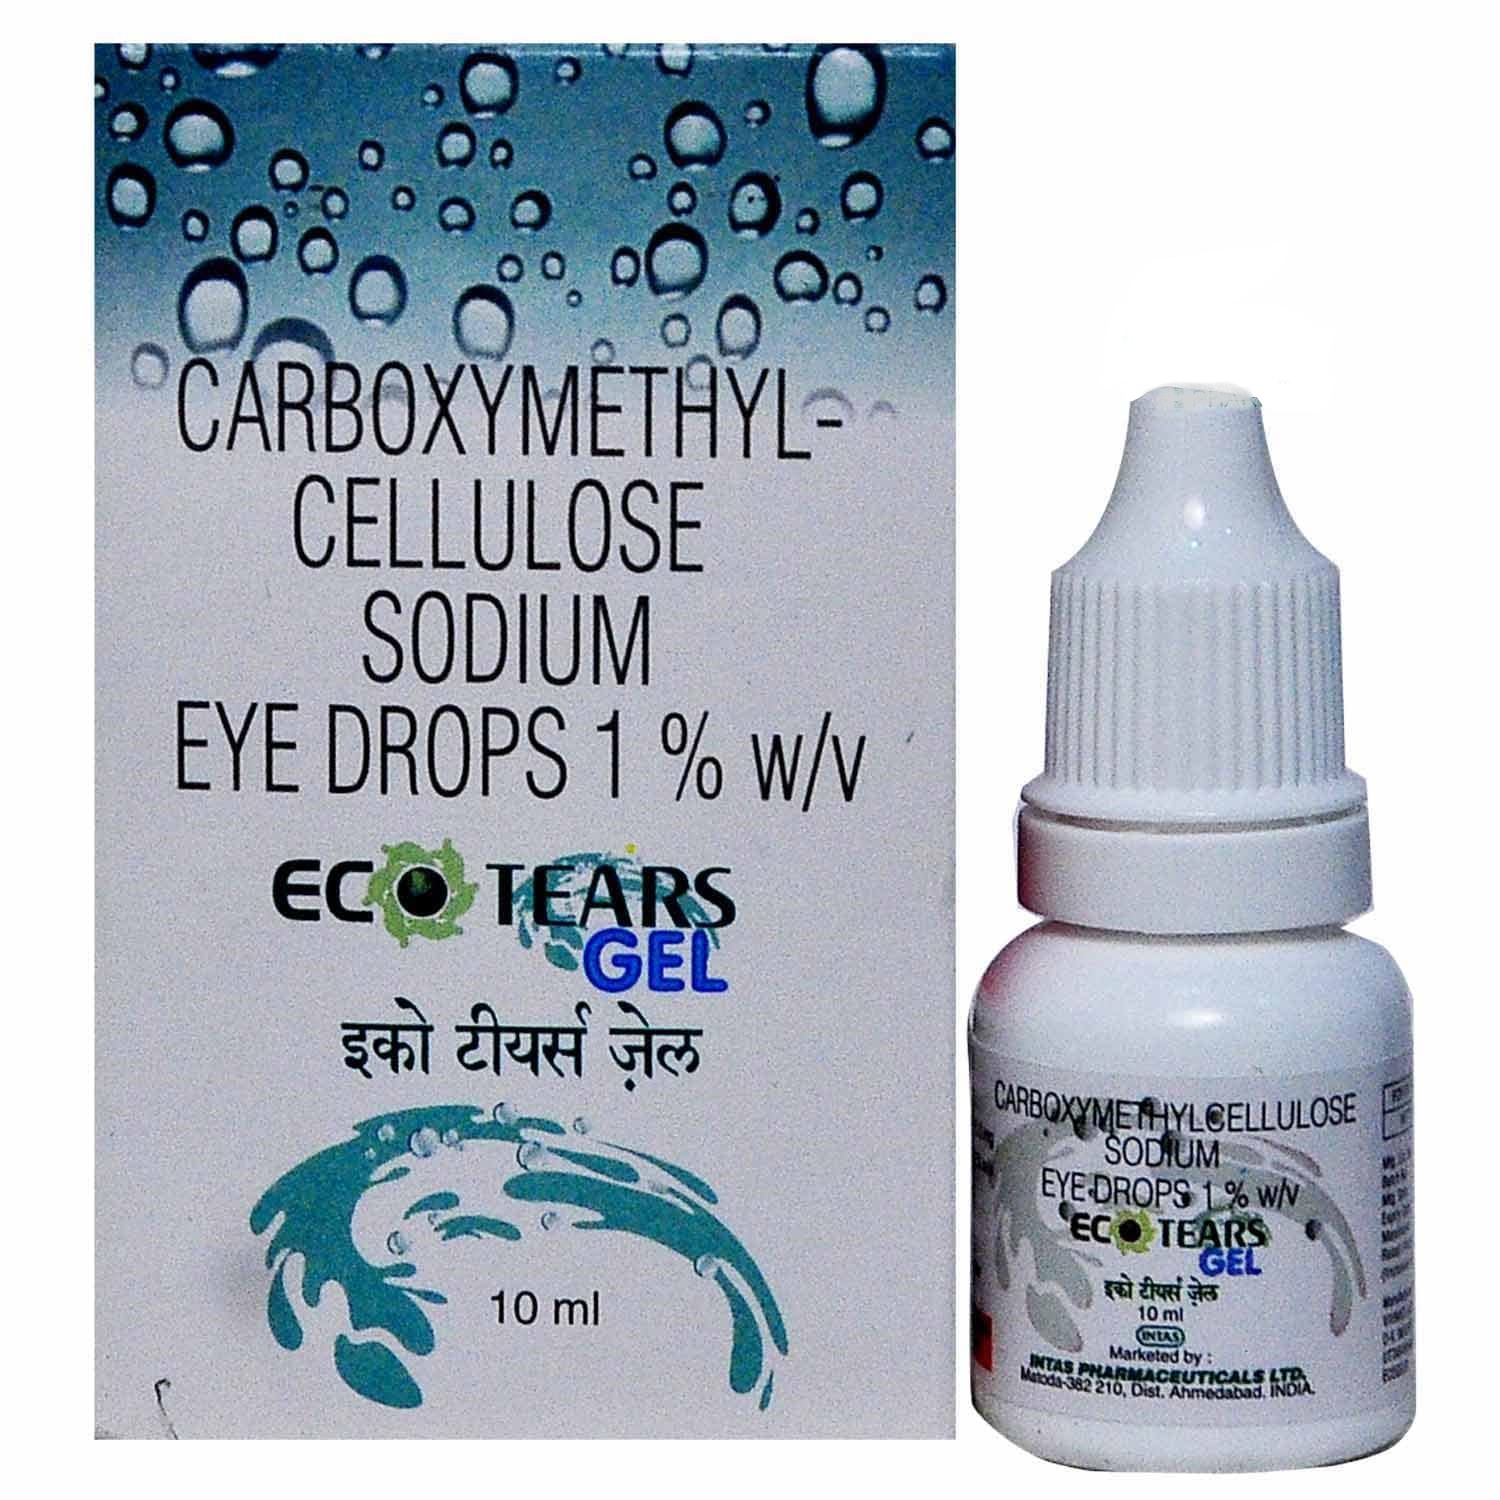 CARBOXYMETHYL-
CELLULOSE
SODIUM
EYE DROPS 1 % w/v
ECOTEARS
GEL
इको टीयर्स ज़ेल
10 ml
CARBOXYMETHYLCELLULOSE
SODIUM
EYE DROPS 1 % w/v
ECOTEARS
GEL
इको टीयर्स ज़ेल
10 ml
INTAS
Marketed by :
INTAS PHARMACEUTICALS LTD.
Matoda-382 210, Dist. Ahmedabad, INDIA.